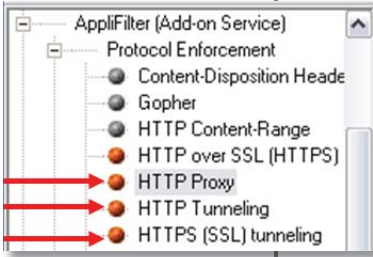 AppliFilter (Add-on Service)
Protocol Enforcement
Content-Disposition Heade
Gopher
HTTP Content-Range
HTTP over SSL (HTTPS)
HTTP Proxy
HTTP Tunneling
HTTPS (SSL) tunneling